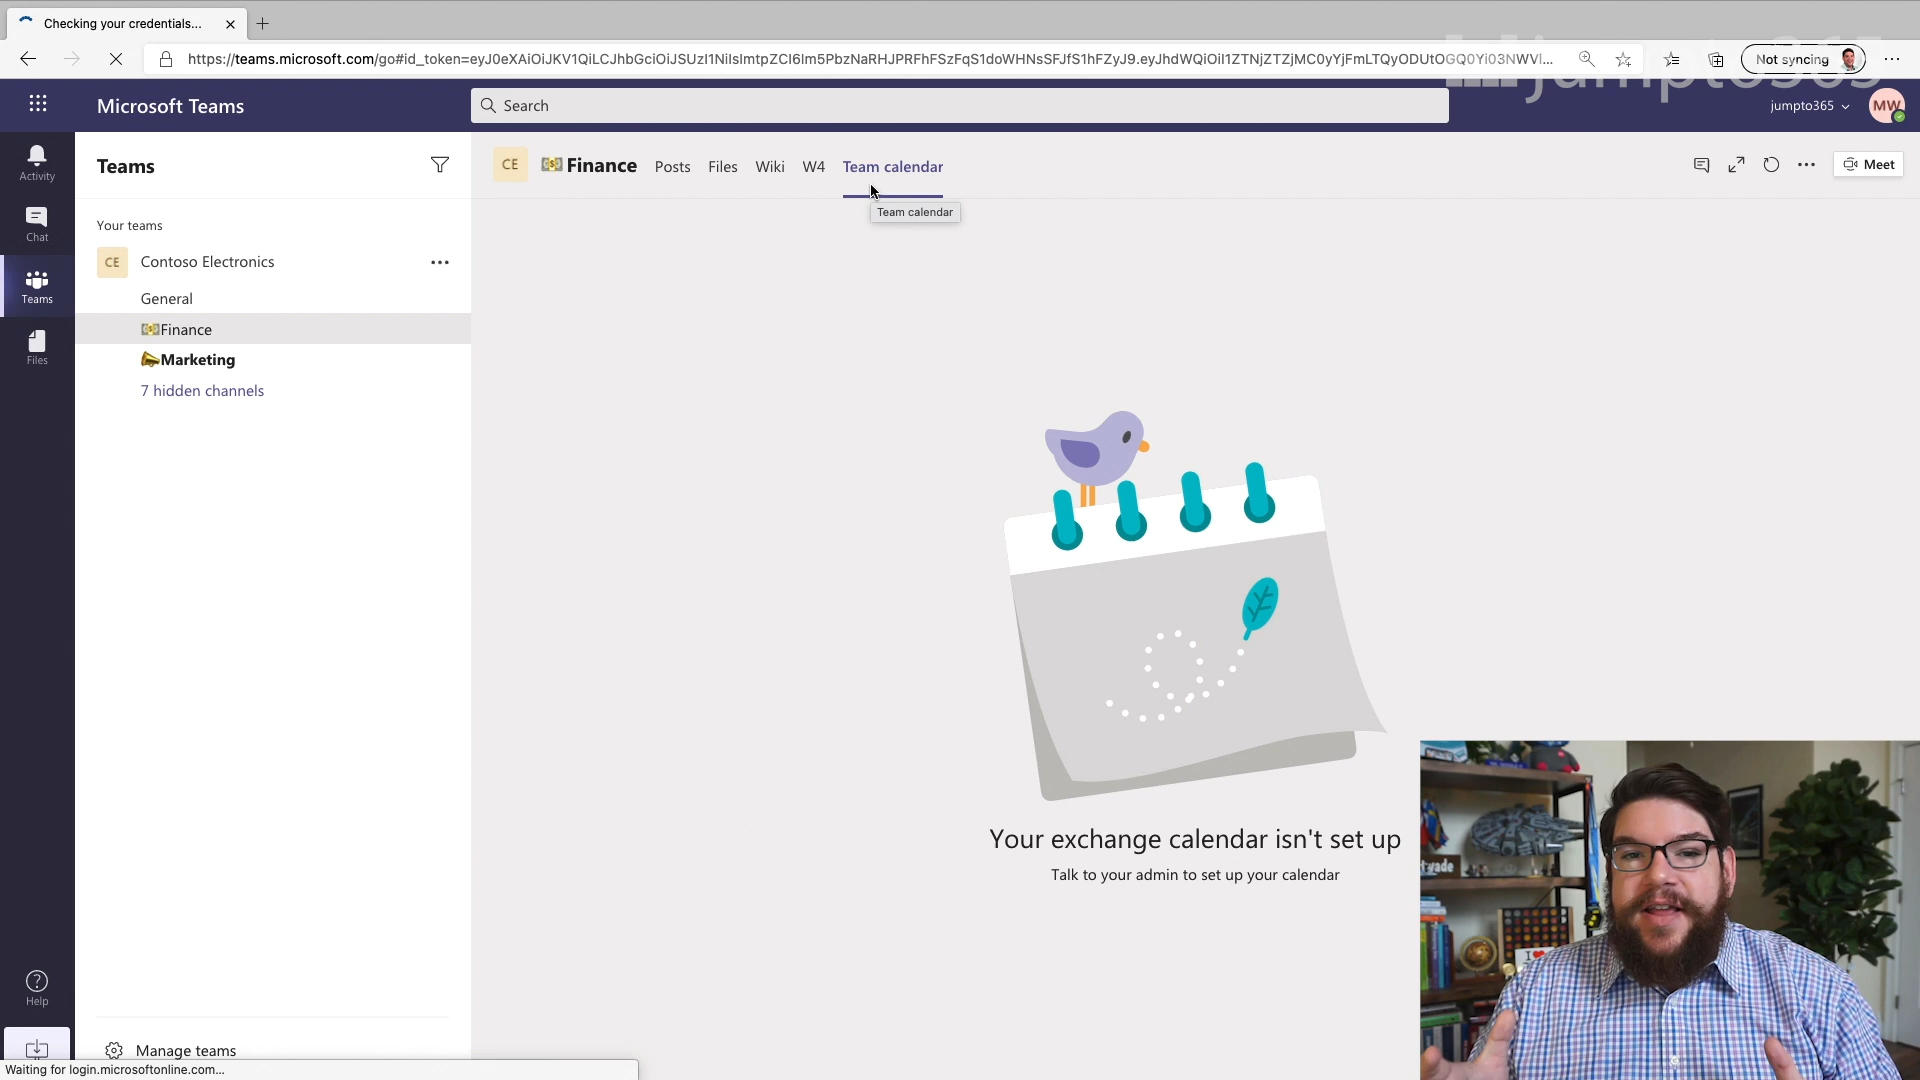 Checking your credentials...
https://teams.microsoft.com/go#id_token=eyJ0eXAiOiJKV1QiLCJhbGciOiJSUzI1NiIsImtpZCI6Im5PbzNaRHJPRFhFSzFqS1doWHNsSFJfS1hFZyJ9.eyJhdWQiOiI1ZTNjZTZjMC0yYjFmLTQyODUtOGQ0Yi03NWVl...
Not syncing
jumpto365
Microsoft Teams
Search
jumpto365
MW
Activity
Chat
Teams
Files
Help
Teams
Your teams
CE
Contoso Electronics
General
Finance
Marketing
7 hidden channels
Manage teams
CE
Finance
Posts
Files
Wiki
W4
Team calendar
Meet
Team calendar
Your exchange calendar isn't set up
Talk to your admin to set up your calendar
Waiting for login.microsoftonline.com...